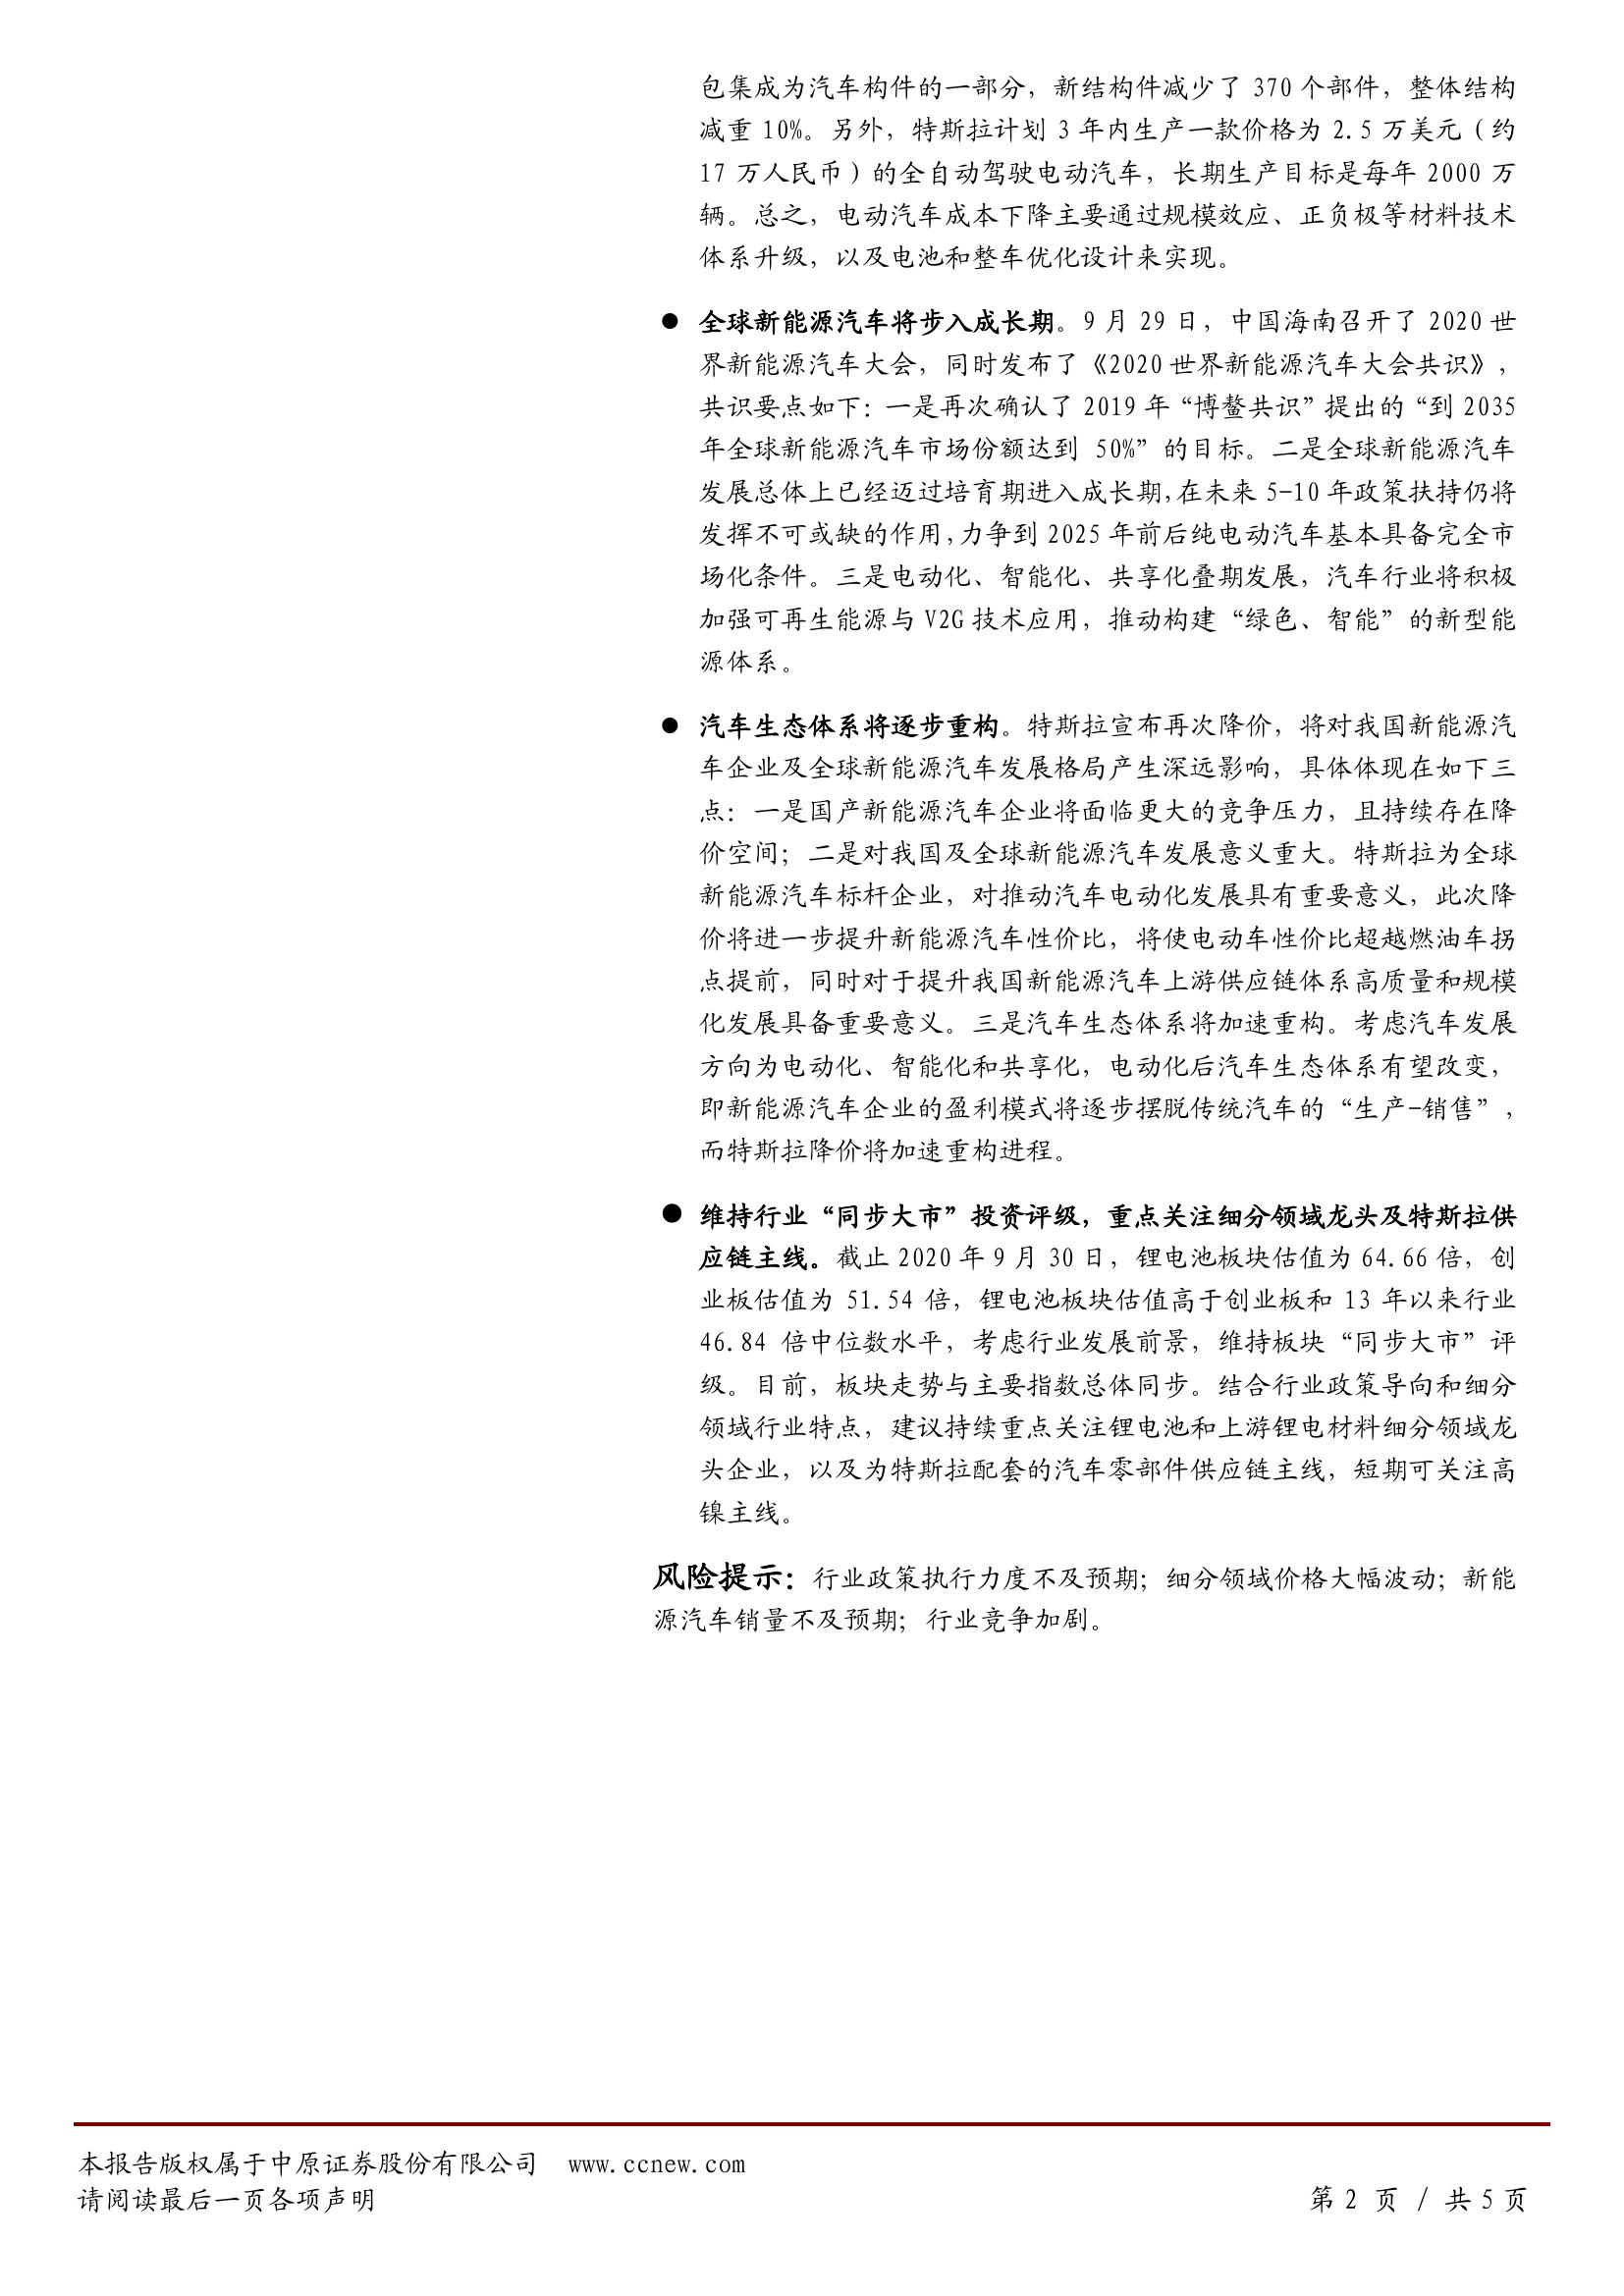 包集成为汽车构件的一部分，新结构件减少了 370 个部件，整体结构
减重 10%。另外，特斯拉计划 3 年内生产一款价格为 2.5 万美元（约
17 万人民币）的全自动驾驶电动汽车，长期生产目标是每年 2000 万
辆。总之，电动汽车成本下降主要通过规模效应、正负极等材料技术
体系升级，以及电池和整车优化设计来实现。
● 全球新能源汽车将步入成长期。9 月 29 日，中国海南召开了 2020 世
界新能源汽车大会，同时发布了《2020 世界新能源汽车大会共识》，
共识要点如下：一是再次确认了 2019 年“博鳌共识”提出的“到 2035
年全球新能源汽车市场份额达到 50%”的目标。二是全球新能源汽车
发展总体上已经迈过培育期进入成长期，在未来 5-10 年政策扶持仍将
发挥不可或缺的作用，力争到 2025 年前后纯电动汽车基本具备完全市
场化条件。三是电动化、智能化、共享化叠期发展，汽车行业将积极
加强可再生能源与 V2G 技术应用，推动构建“绿色、智能”的新型能
源体系。
● 汽车生态体系将逐步重构。特斯拉宣布再次降价，将对我国新能源汽
车企业及全球新能源汽车发展格局产生深远影响，具体体现在如下三
点：一是国产新能源汽车企业将面临更大的竞争压力，且持续存在降
价空间；二是对我国及全球新能源汽车发展意义重大。特斯拉为全球
新能源汽车标杆企业，对推动汽车电动化发展具有重要意义，此次降
价将进一步提升新能源汽车性价比，将使电动车性价比超越燃油车拐
点提前，同时对于提升我国新能源汽车上游供应链体系高质量和规模
化发展具备重要意义。三是汽车生态体系将加速重构。考虑汽车发展
方向为电动化、智能化和共享化，电动化后汽车生态体系有望改变，
即新能源汽车企业的盈利模式将逐步摆脱传统汽车的“生产-销售”，
而特斯拉降价将加速重构进程。
● 维持行业“同步大市”投资评级，重点关注细分领域龙头及特斯拉供
应链主线。截止 2020 年 9 月 30 日，锂电池板块估值为 64.66 倍，创
业板估值为 51.54 倍，锂电池板块估值高于创业板和 13 年以来行业
46.84 倍中位数水平，考虑行业发展前景，维持板块“同步大市”评
级。目前，板块走势与主要指数总体同步。结合行业政策导向和细分
领域行业特点，建议持续重点关注锂电池和上游锂电材料细分领域龙
头企业，以及为特斯拉配套的汽车零部件供应链主线，短期可关注高
镍主线。
风险提示：行业政策执行力度不及预期；细分领域价格大幅波动；新能
源汽车销量不及预期；行业竞争加剧。
本报告版权属于中原证券股份有限公司 www.ccnew.com
请阅读最后一页各项声明
第 2 页 / 共 5 页